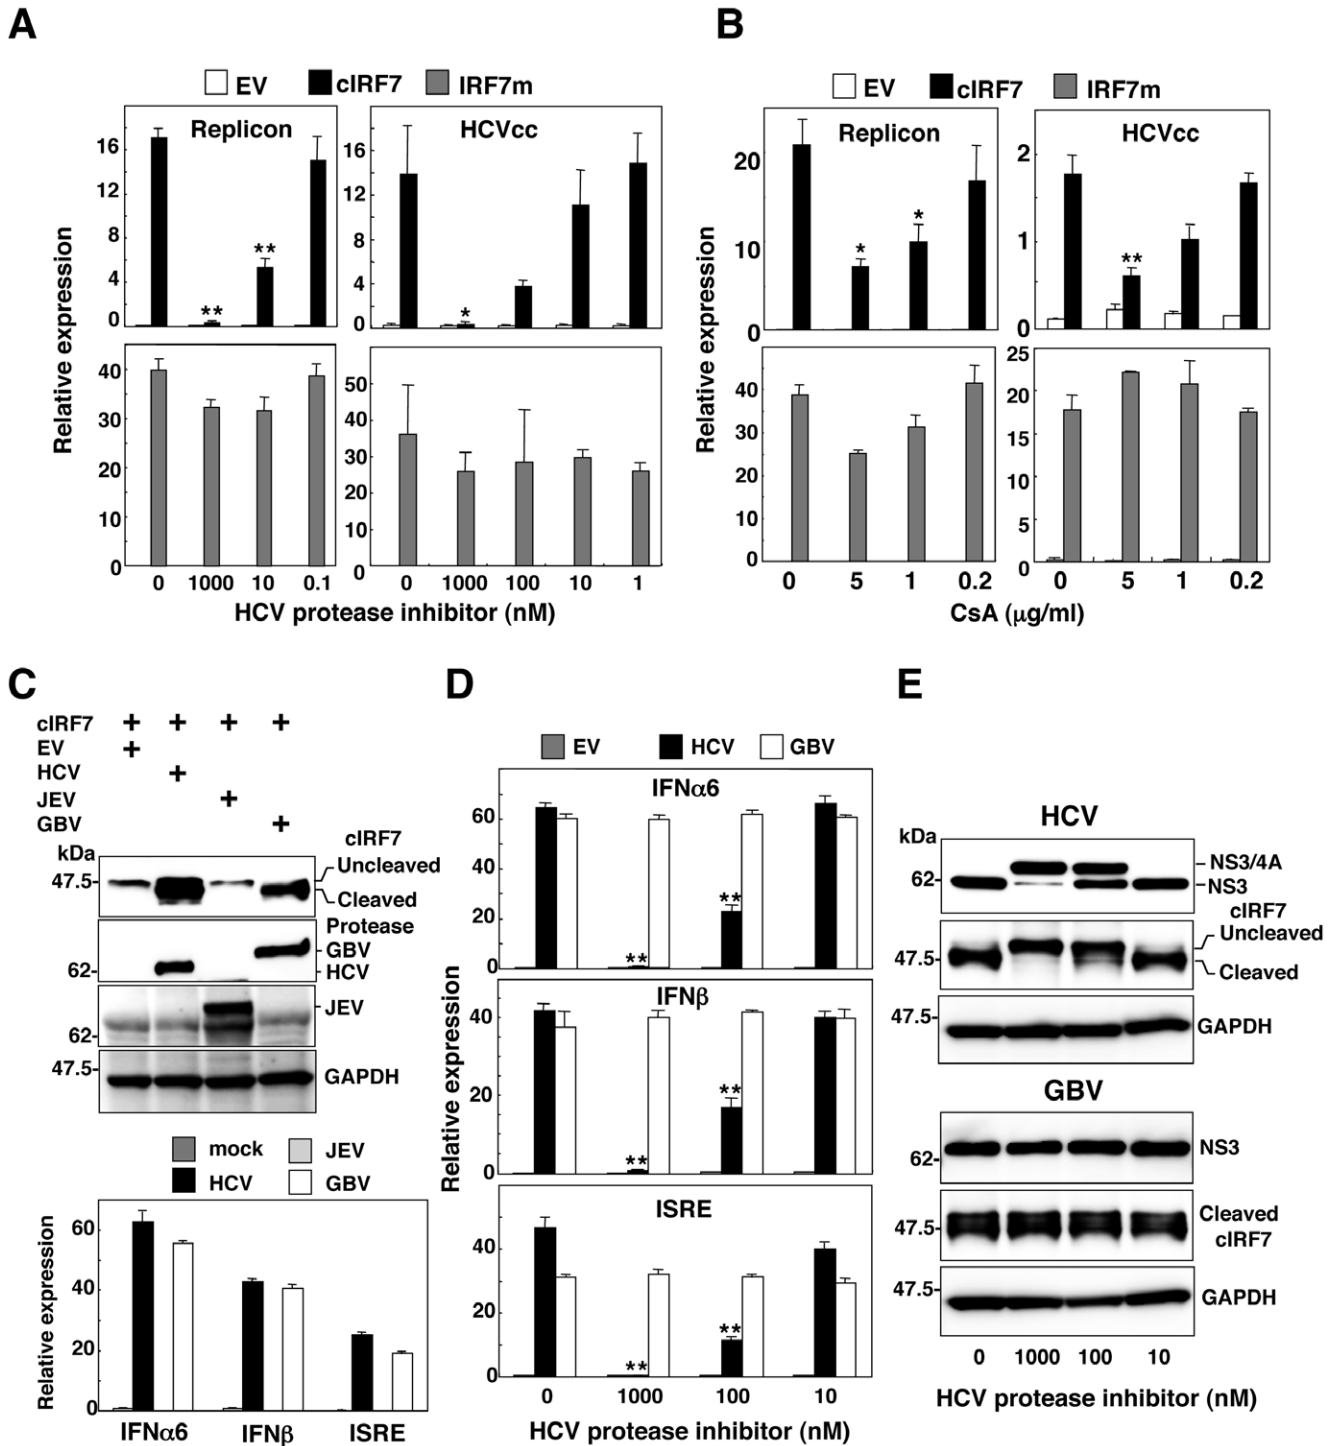 A
EV cIRF7 IRF7m
Replicon HCVcc
Relative expression
16
12
8
4
0
16
12
8
4
0
Relative expression
40
30
20
10
0
50
40
30
20
10
0
** ** *
0 1000 10 0.1 0 1000 100 10 1
HCV protease inhibitor (nM)
B
EV cIRF7 IRF7m
Replicon HCVcc
Relative expression
20
10
0
2
1
0
* * **
Relative expression
40
30
20
10
0
25
20
15
10
5
0
0 5 1 0.2 0 5 1 0.2
CsA (μg/ml)
C
cIRF7 + + + +
EV +
HCV +
JEV +
GBV +
kDa cIRF7
47.5- Uncleaved
Cleaved
Protease
GBV
62- HCV
JEV
62-
47.5- GAPDH
mock JEV
HCV GBV
Relative expression
60
40
20
0
IFNα6 IFNβ ISRE
D
EV HCV GBV
Relative expression
IFNα6
60
40
20
0
** **
IFNβ
40
20
0
** **
ISRE
40
20
0
** **
0 1000 100 10
HCV protease inhibitor (nM)
E
HCV
kDa
NS3/4A
62- NS3
cIRF7
Uncleaved
47.5- Cleaved
47.5- GAPDH
GBV
62- NS3
47.5- Cleaved
cIRF7
47.5- GAPDH
0 1000 100 10
HCV protease inhibitor (nM)